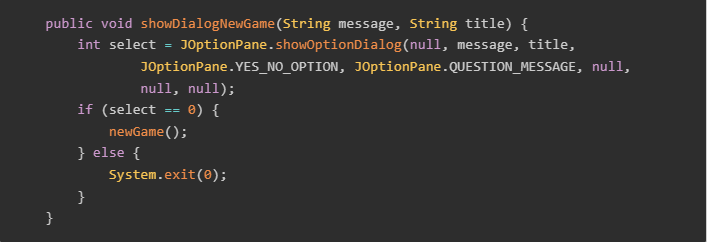 public void showDialogNewGame(String message, String title) {
int select = JOptionPane.showOptionDialog(null, message, title,
JOptionPane.YES_NO_OPTION, JOptionPane.QUESTION_MESSAGE, null,
null, null);
if (select == 0) {
newGame();
} else {
System.exit(0);
}
}